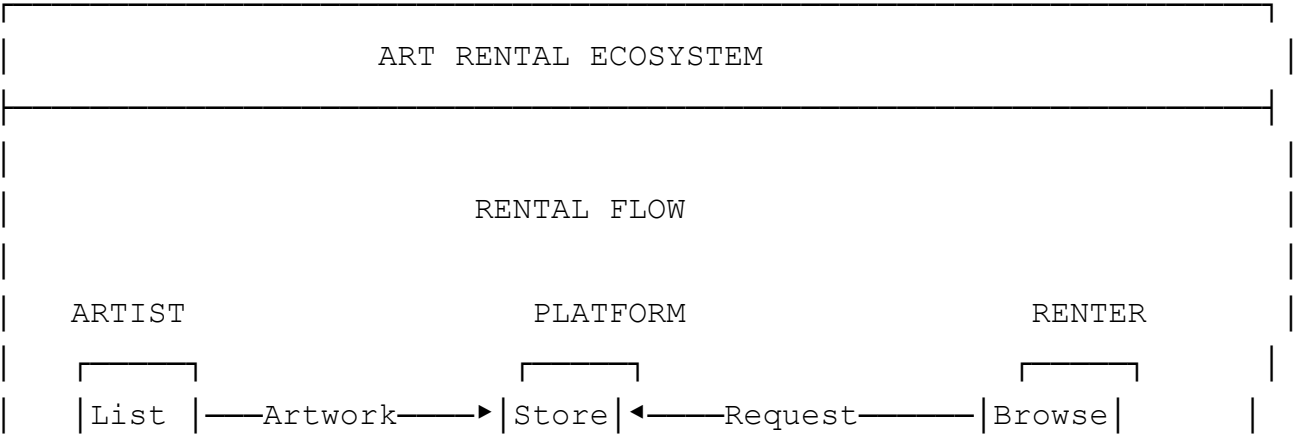 ART RENTAL ECOSYSTEM
RENTAL FLOW
ARTIST PLATFORM RENTER
List Artwork Store Request Browse